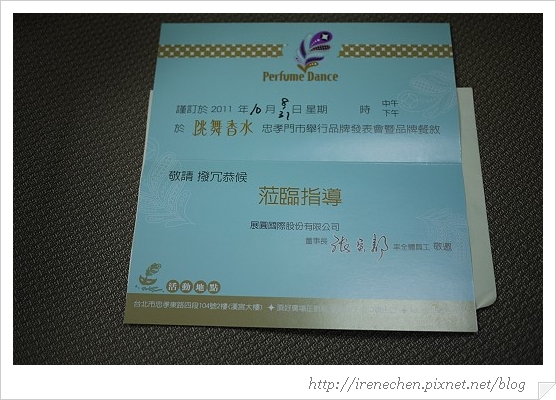 Perfume Dance
謹訂於 2011 年 10 月 8 31 日 星期 時 中午 下午
於 跳舞香水 忠孝門市舉行品牌發表會暨品牌餐敘
敬請 撥冗恭候
蒞臨指導
展圓國際股份有限公司
董事長 率全體員工 敬邀
活動地點
台北市忠孝東路四段104號2樓
http://irenechen.pixnet.net/blog